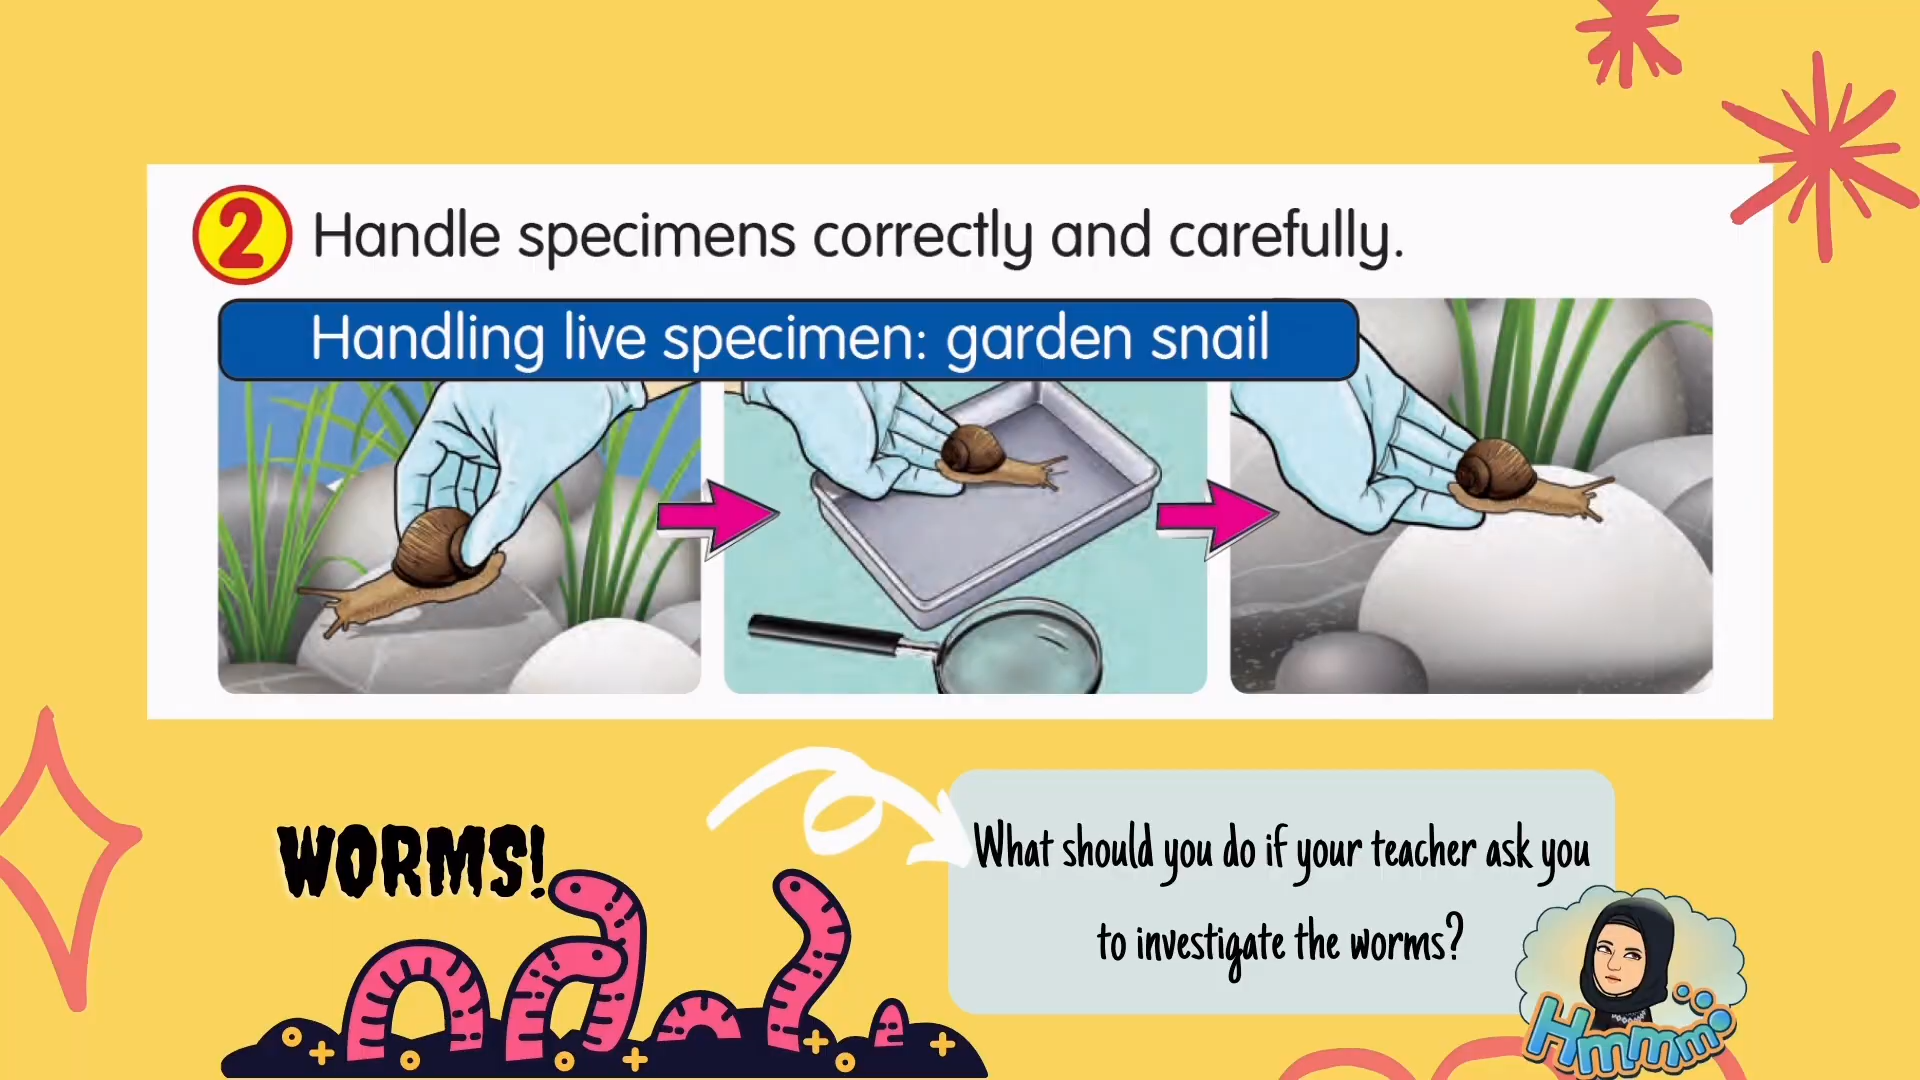 2 Handle specimens correctly and carefully.
Handling live specimen: garden snail
WORMS!
What should you do if your teacher ask you
to investigate the worms?
Hmmm